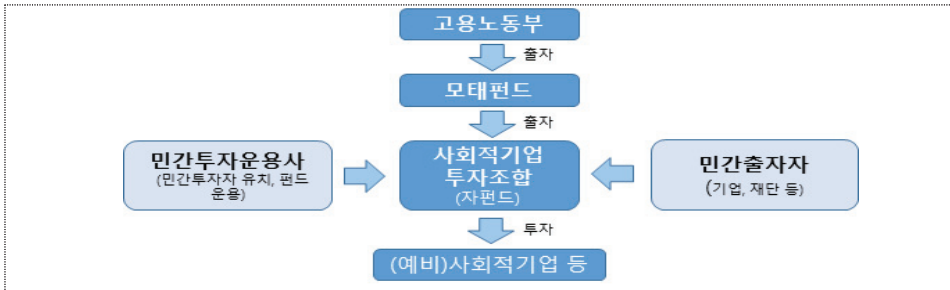 고용노동부
출자
모태펀드
출자
민간투자운용사
(민간투자자 유치, 펀드
운용)
사회적기업
투자조합
(자펀드)
민간출자자
(기업, 재단 등)
투자
(예비)사회적기업 등